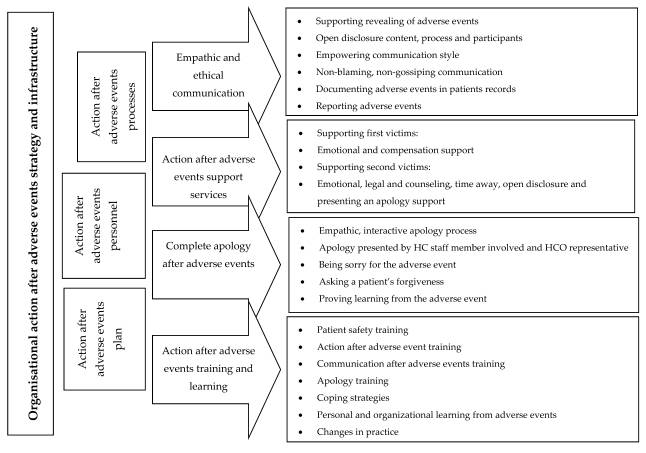 Organisational action after adverse events strategy and infrastructure
Action after
adverse events
processes
Action after
adverse events
personnel
Action after
adverse events
plan
Empathic and
ethical
communication
Action after adverse
events support
services
Complete apology
after adverse events
Action after adverse
events training and
learning
• Supporting revealing of adverse events
• Open disclosure content, process and participants
• Empowering communication style
• Non-blaming, non-gossiping communication
• Documenting adverse events in patients records
• Reporting adverse events
• Supporting first victims:
• Emotional and compensation support
• Supporting second victims:
• Emotional, legal and counseling, time away, open disclosure and
presenting an apology support
• Empathic, interactive apology process
• Apology presented by HC staff member involved and HCO representative
• Being sorry for the adverse event
• Asking a patient's forgiveness
• Proving learning from the adverse event
• Patient safety training
• Action after adverse event training
• Communication after adverse events training
• Apology training
• Coping strategies
• Personal and organizational learning from adverse events
• Changes in practice